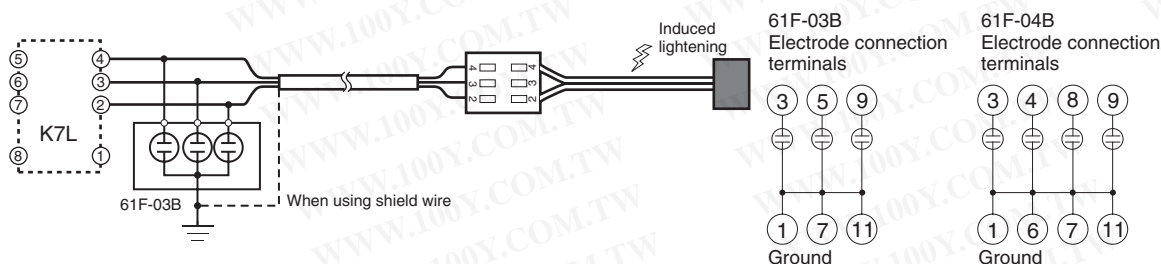 5
6
7
8
K7L
4
3
2
1
61F-03B
When using shield wire
4
3
2
4
3
2
Induced
lightening
61F-03B
Electrode connection
terminals
3 5 9
1 7 11
Ground
61F-04B
Electrode connection
terminals
3 4 8 9
1 6 7 11
Ground
WWW.100Y.COM.TW